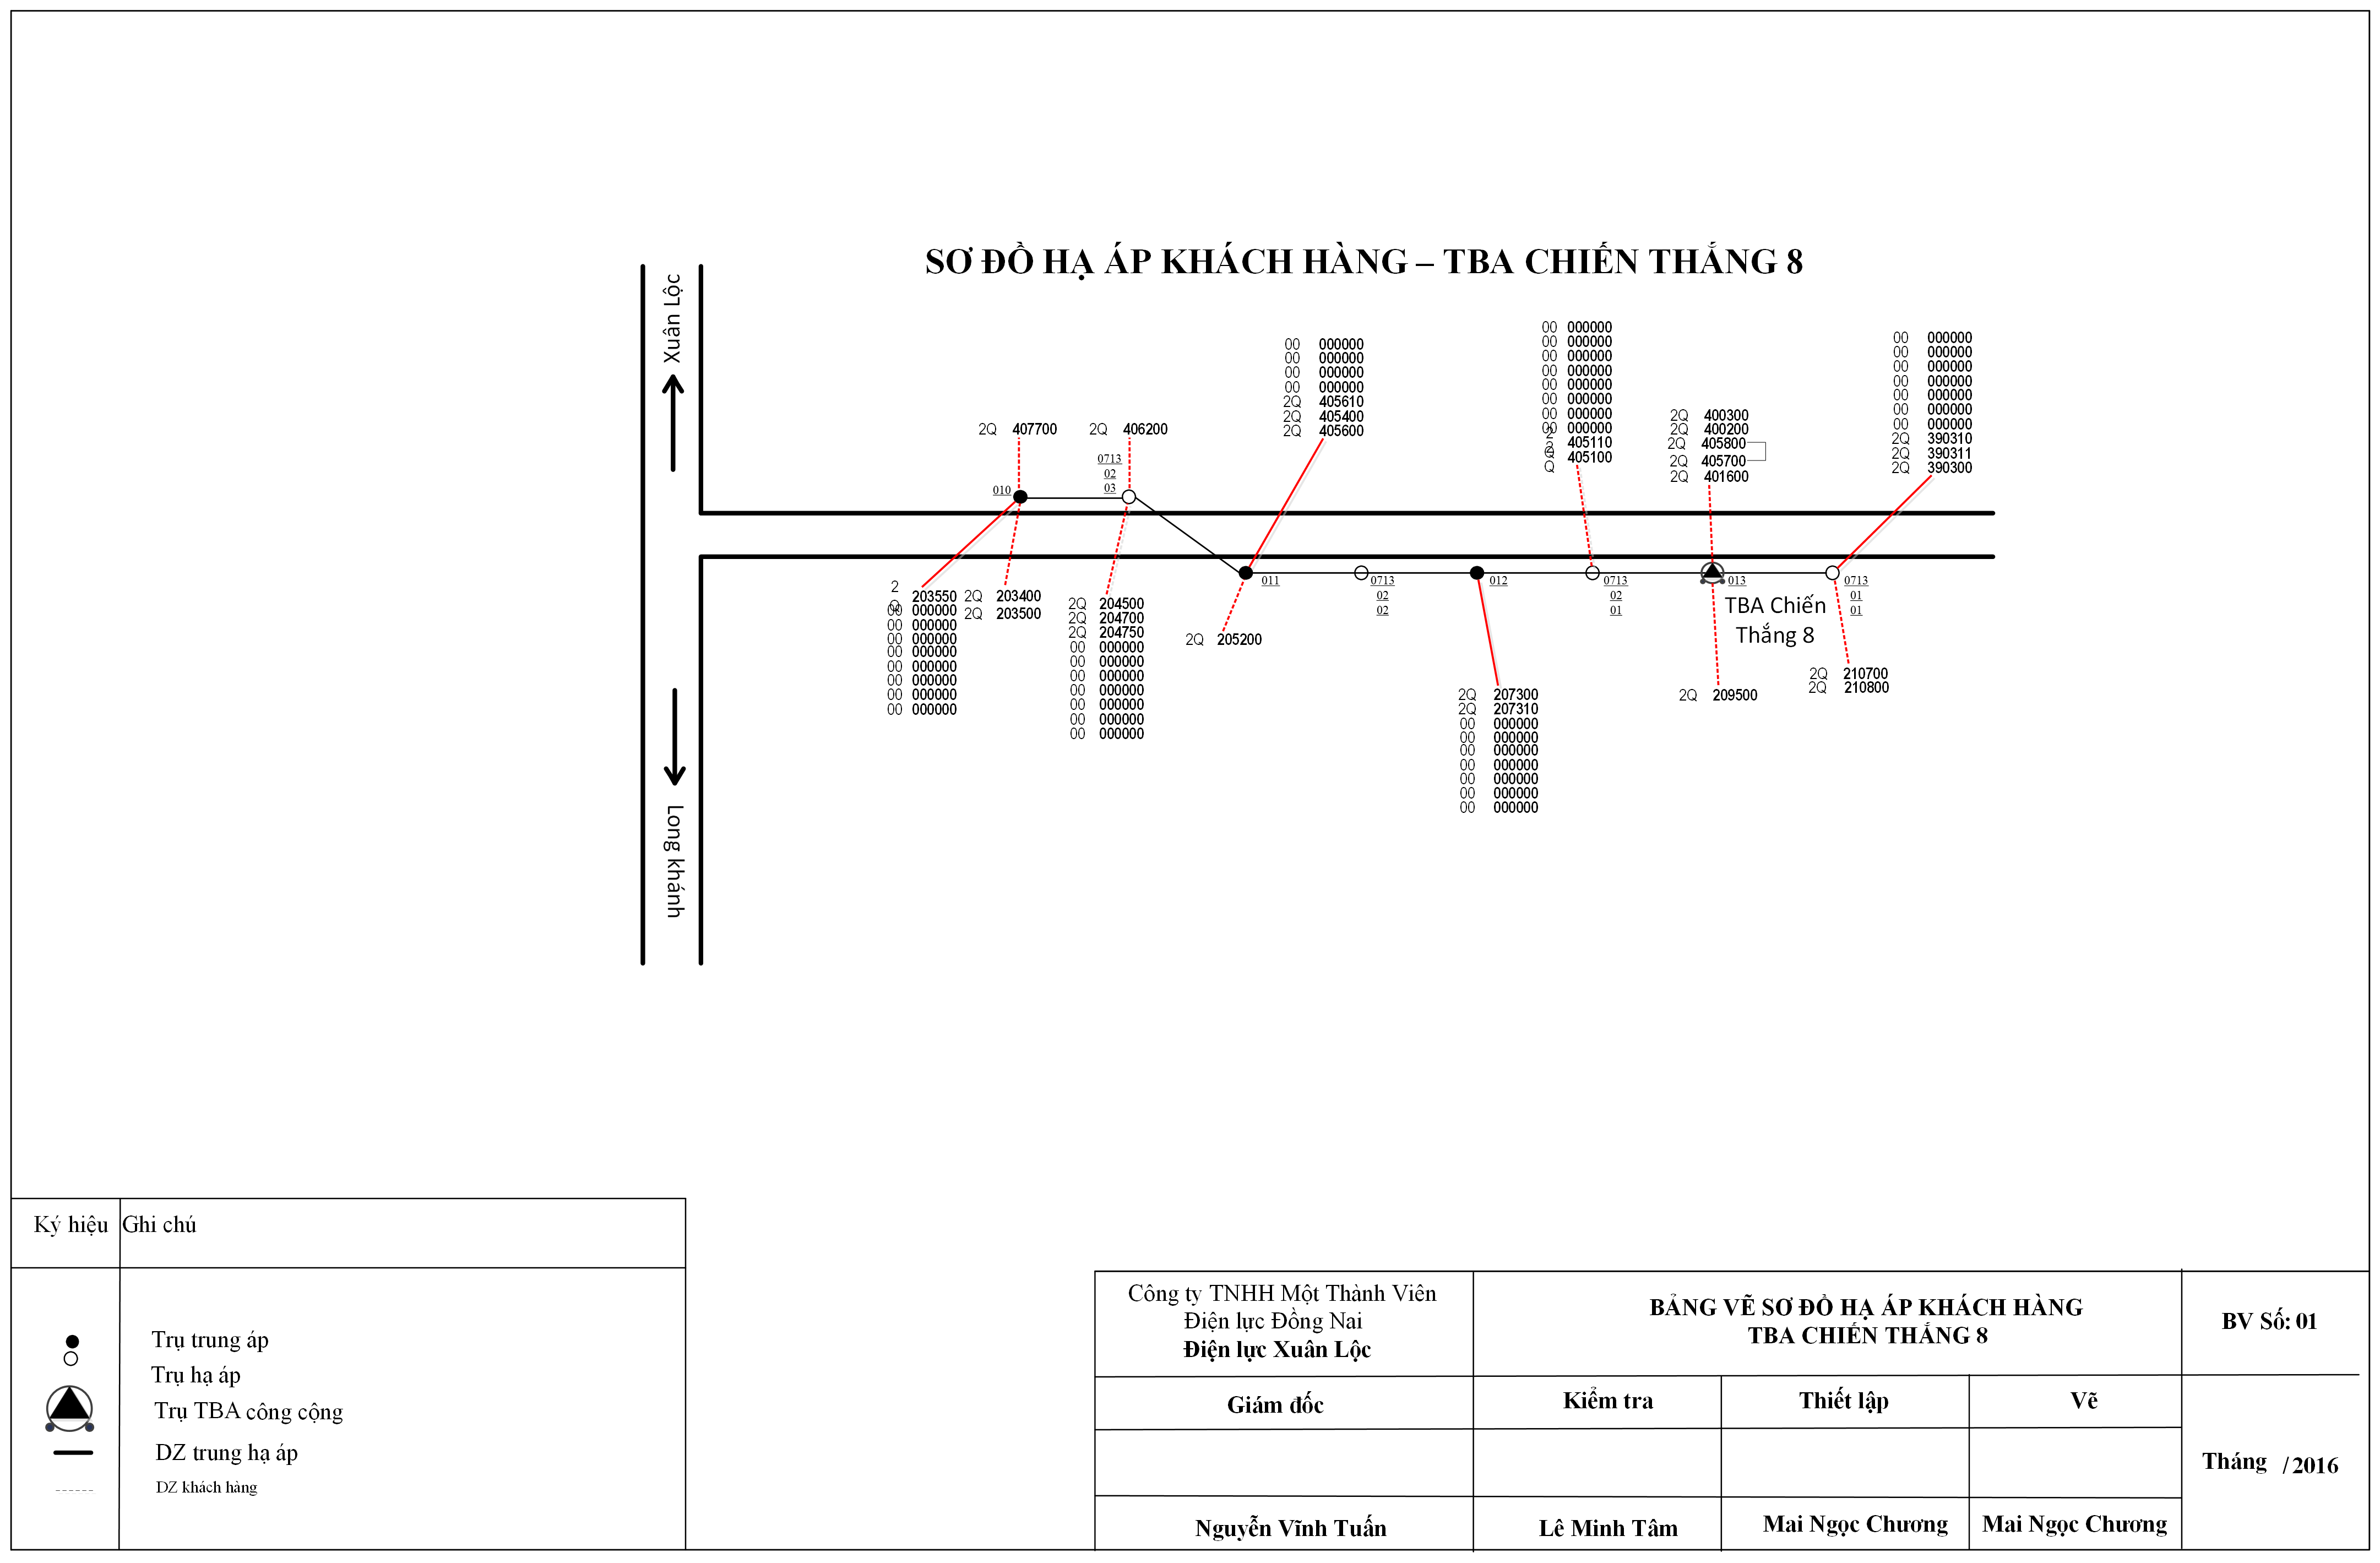 SƠ ĐỒ HẠ ÁP KHÁCH HÀNG – TBA CHIẾN THẮNG 8
Xuân Lộc
Long khánh
2Q 407700
2Q 406200
0713
02
03
010
00 000000
00 000000
00 000000
00 000000
2Q 405610
2Q 405400
2Q 405600
00 000000
00 000000
00 000000
00 000000
00 000000
00 000000
00 000000
00 000000
2Q 405110
2Q 405100
2Q 400300
2Q 400200
2Q 405800
2Q 405700
2Q 401600
00 000000
00 000000
00 000000
00 000000
00 000000
00 000000
00 000000
2Q 390310
2Q 390311
2Q 390300
011
0713
02
02
012
0713
02
01
013
TBA Chiến
Thắng 8
0713
01
01
2Q 203550
00 000000
00 000000
00 000000
00 000000
00 000000
00 000000
00 000000
00 000000
2Q 203400
2Q 203500
2Q 204500
2Q 204700
2Q 204750
00 000000
00 000000
00 000000
00 000000
00 000000
00 000000
00 000000
2Q 205200
2Q 207300
2Q 207310
00 000000
00 000000
00 000000
00 000000
00 000000
00 000000
00 000000
2Q 209500
2Q 210700
2Q 210800
Ký hiệu Ghi chú
Trụ trung áp
Trụ hạ áp
Trụ TBA công cộng
DZ trung hạ áp
DZ khách hàng
Công ty TNHH Một Thành Viên
Điện lực Đồng Nai
Điện lực Xuân Lộc
BẢNG VẼ SƠ ĐỒ HẠ ÁP KHÁCH HÀNG
TBA CHIẾN THẮNG 8
BV Số: 01
Giám đốc Kiểm tra Thiết lập Vẽ
Tháng /2016
Nguyễn Vĩnh Tuấn Lê Minh Tâm Mai Ngọc Chương Mai Ngọc Chương